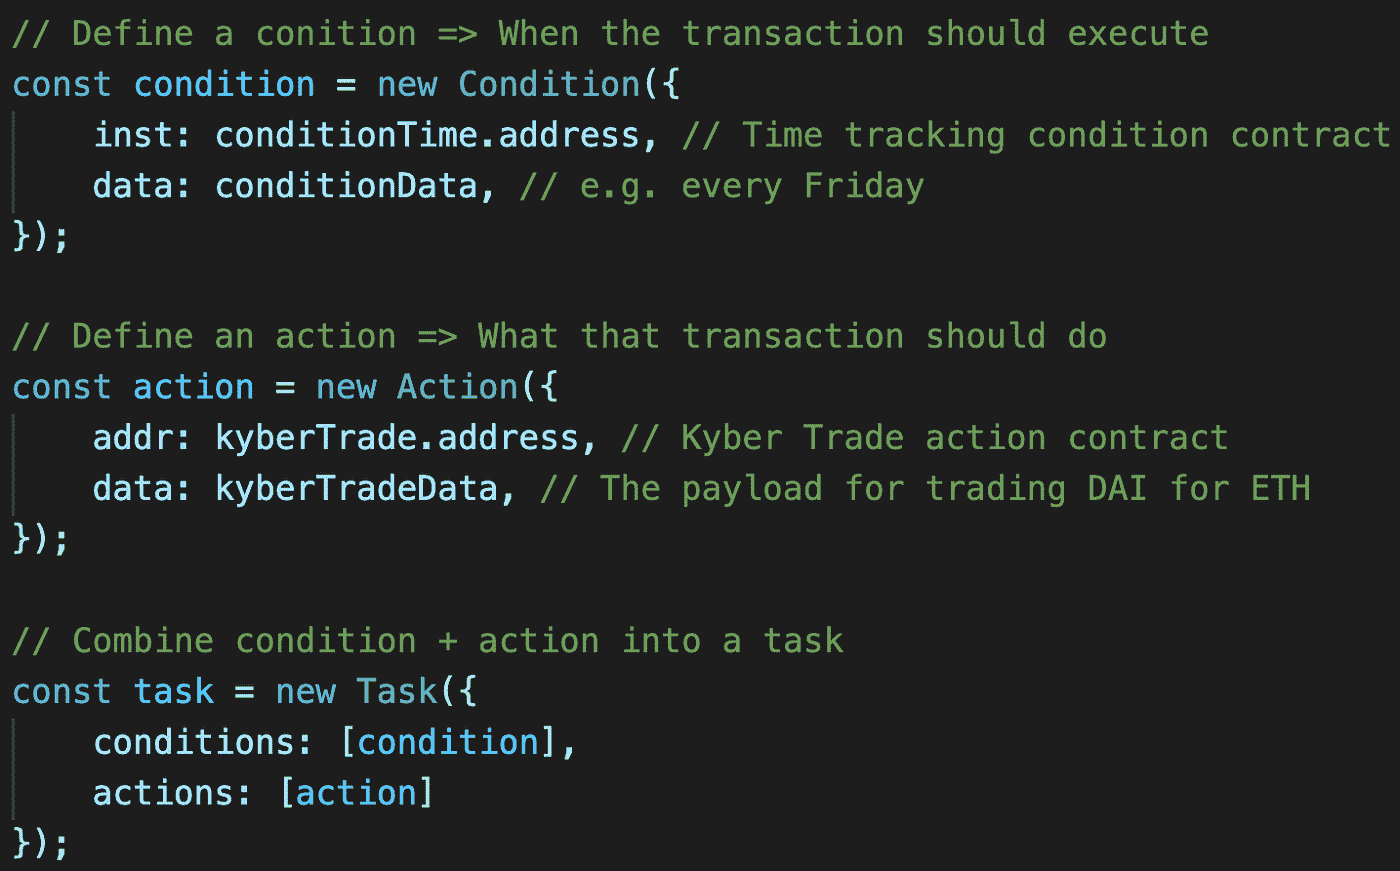 // Define a conition => When the transaction should execute
const condition = new Condition({
    inst: conditionTime.address, // Time tracking condition contract
    data: conditionData, // e.g. every Friday
});

// Define an action => What that transaction should do
const action = new Action({
    addr: kyberTrade.address, // Kyber Trade action contract
    data: kyberTradeData, // The payload for trading DAI for ETH
});

// Combine condition + action into a task
const task = new Task({
    conditions: [condition],
    actions: [action]
});